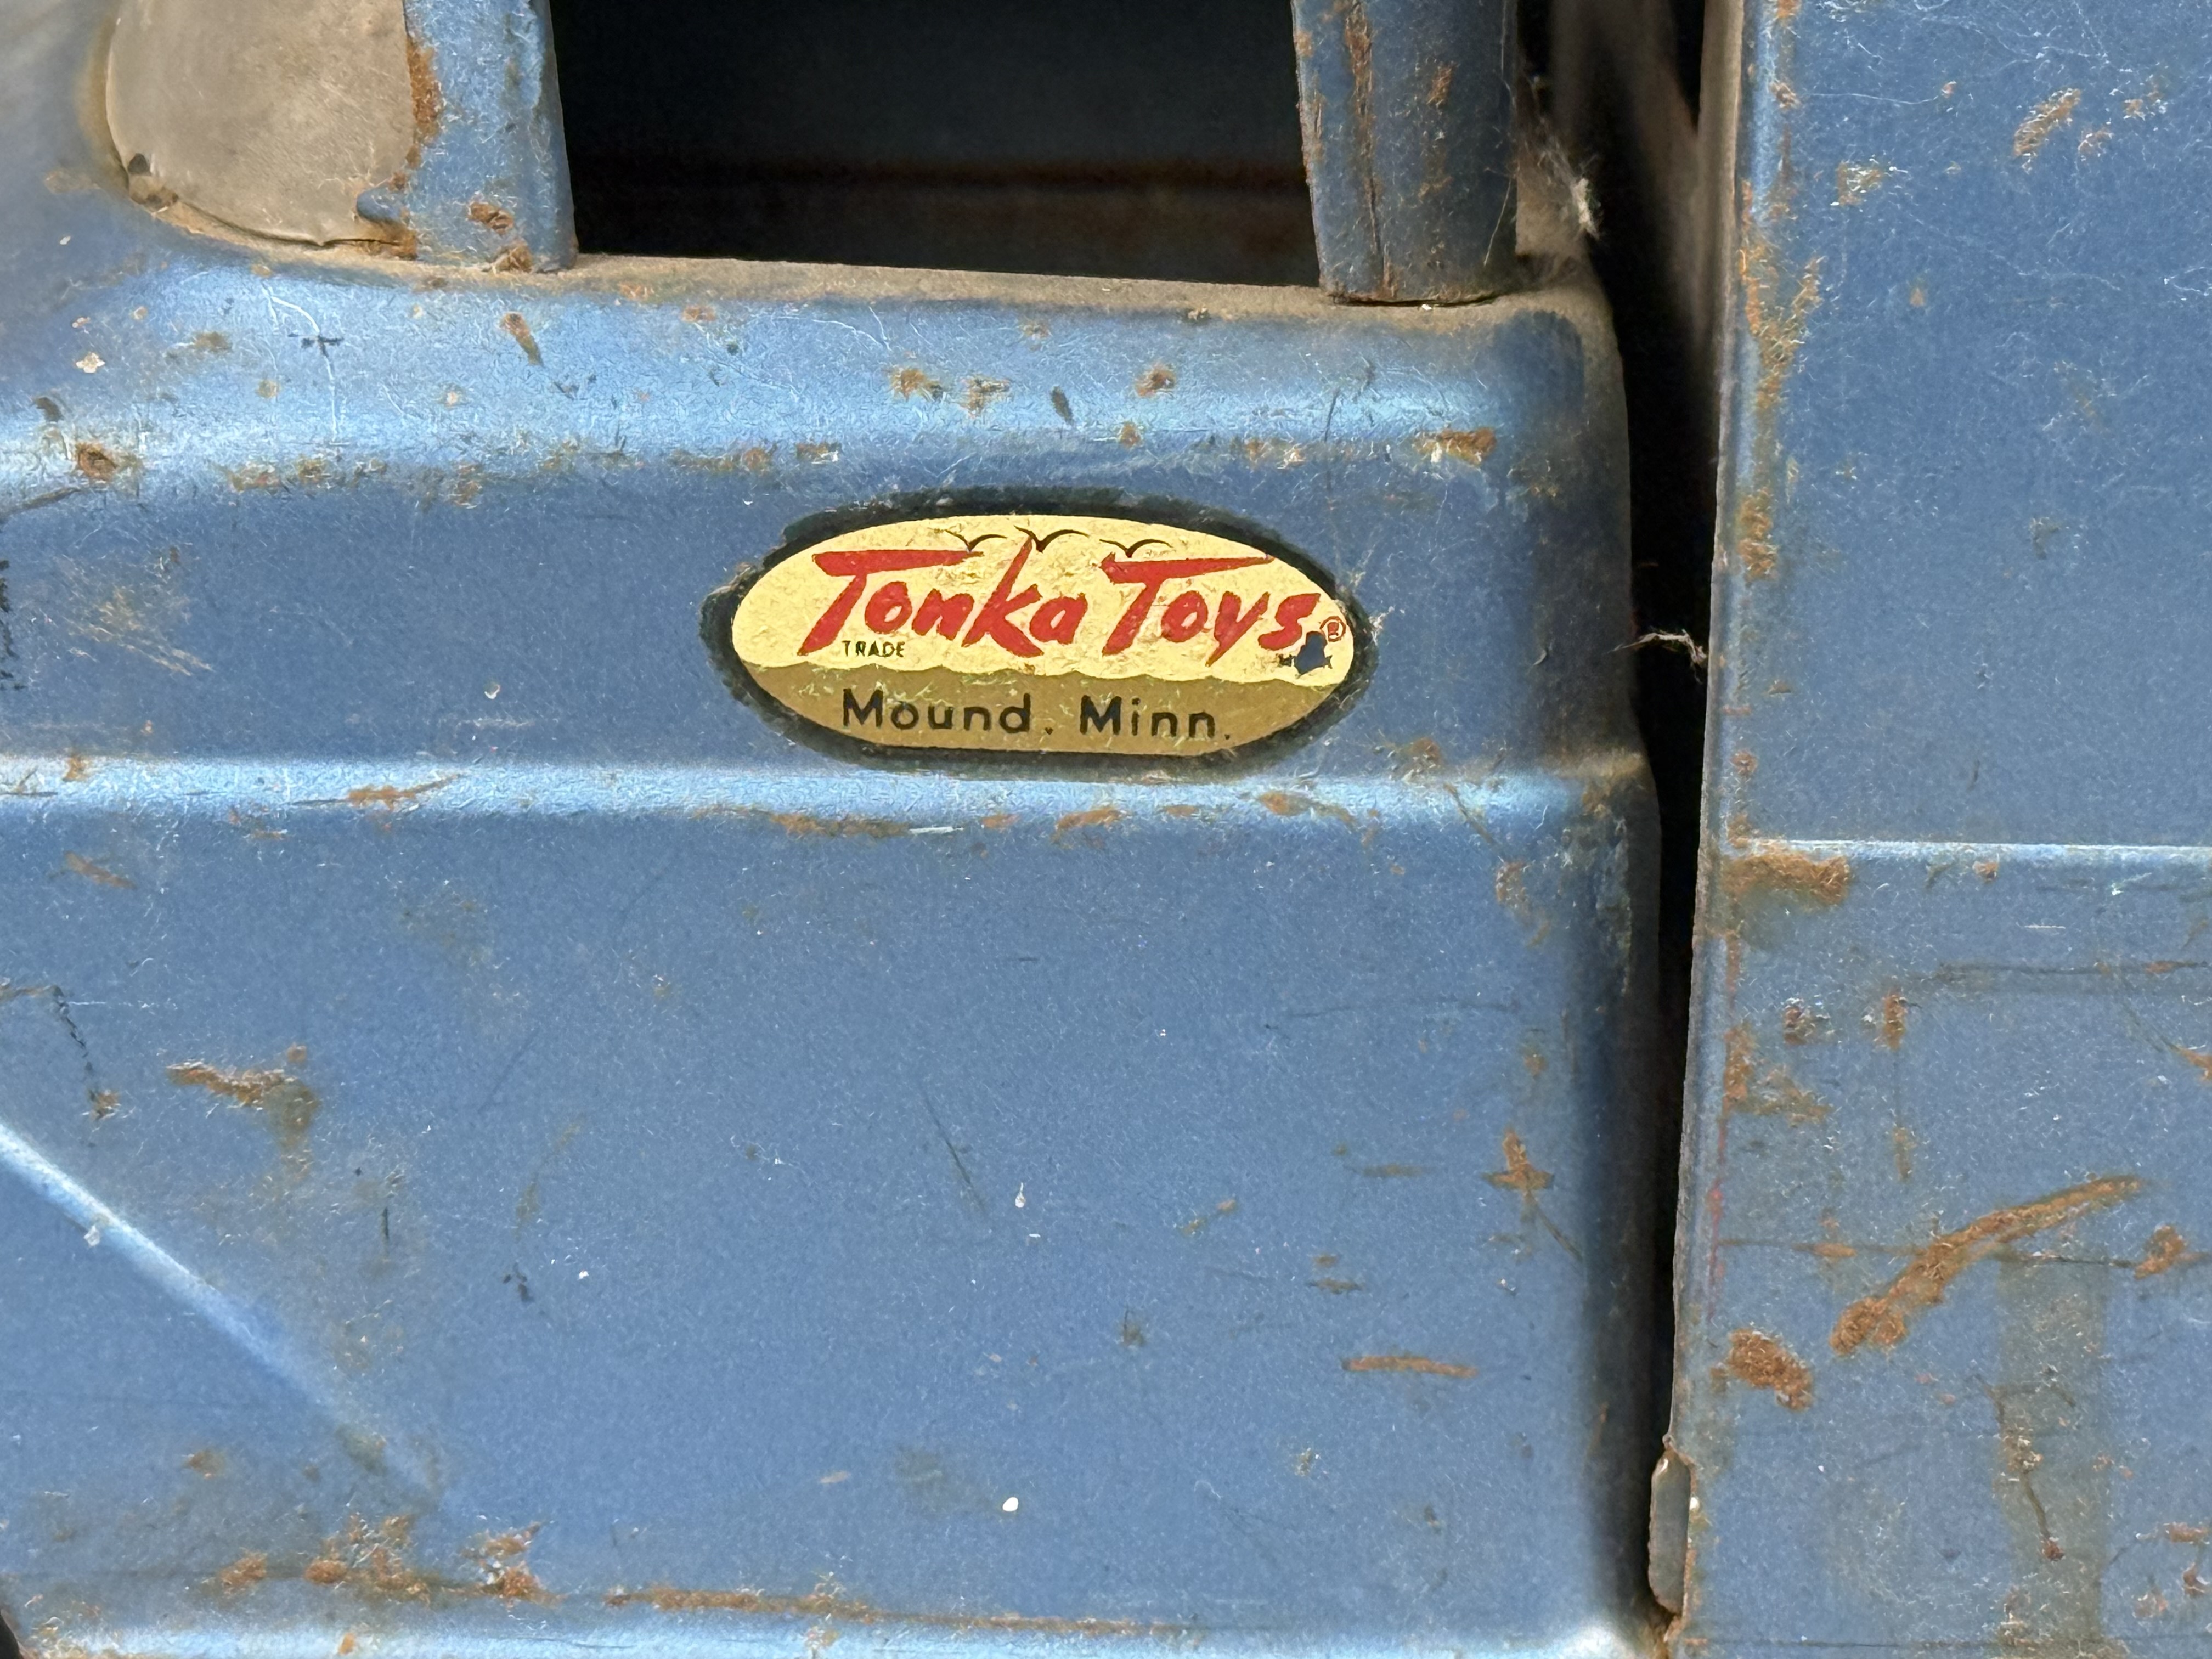 Tonka Toys®
TRADE
Mound, Minn.